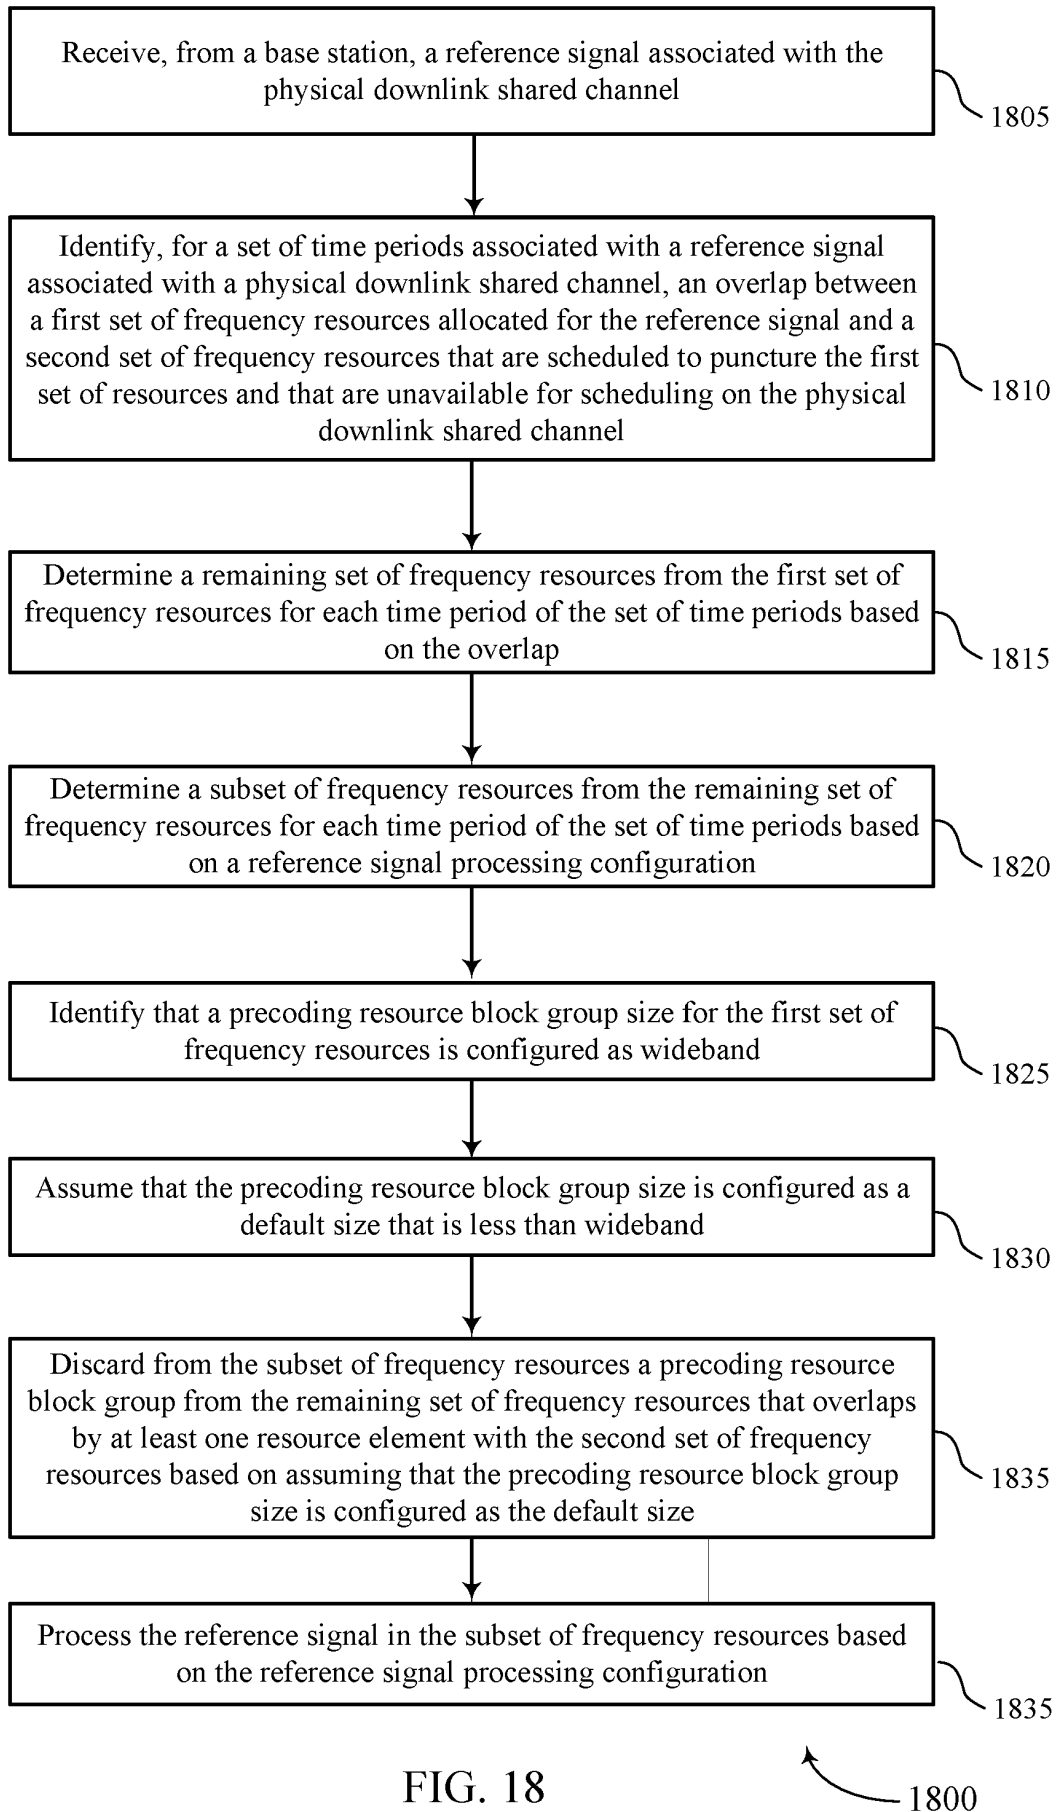 Receive, from a base station, a reference signal associated with the
physical downlink shared channel
1805
Identify, for a set of time periods associated with a reference signal
associated with a physical downlink shared channel, an overlap between
a first set of frequency resources allocated for the reference signal and a
second set of frequency resources that are scheduled to puncture the first
set of resources and that are unavailable for scheduling on the physical
downlink shared channel
1810
Determine a remaining set of frequency resources from the first set of
frequency resources for each time period of the set of time periods based
on the overlap
1815
Determine a subset of frequency resources from the remaining set of
frequency resources for each time period of the set of time periods based
on a reference signal processing configuration
1820
Identify that a precoding resource block group size for the first set of
frequency resources is configured as wideband
1825
Assume that the precoding resource block group size is configured as a
default size that is less than wideband
1830
Discard from the subset of frequency resources a precoding resource
block group from the remaining set of frequency resources that overlaps
by at least one resource element with the second set of frequency
resources based on assuming that the precoding resource block group
size is configured as the default size
1835
Process the reference signal in the subset of frequency resources based
on the reference signal processing configuration
1835
FIG. 18
1800